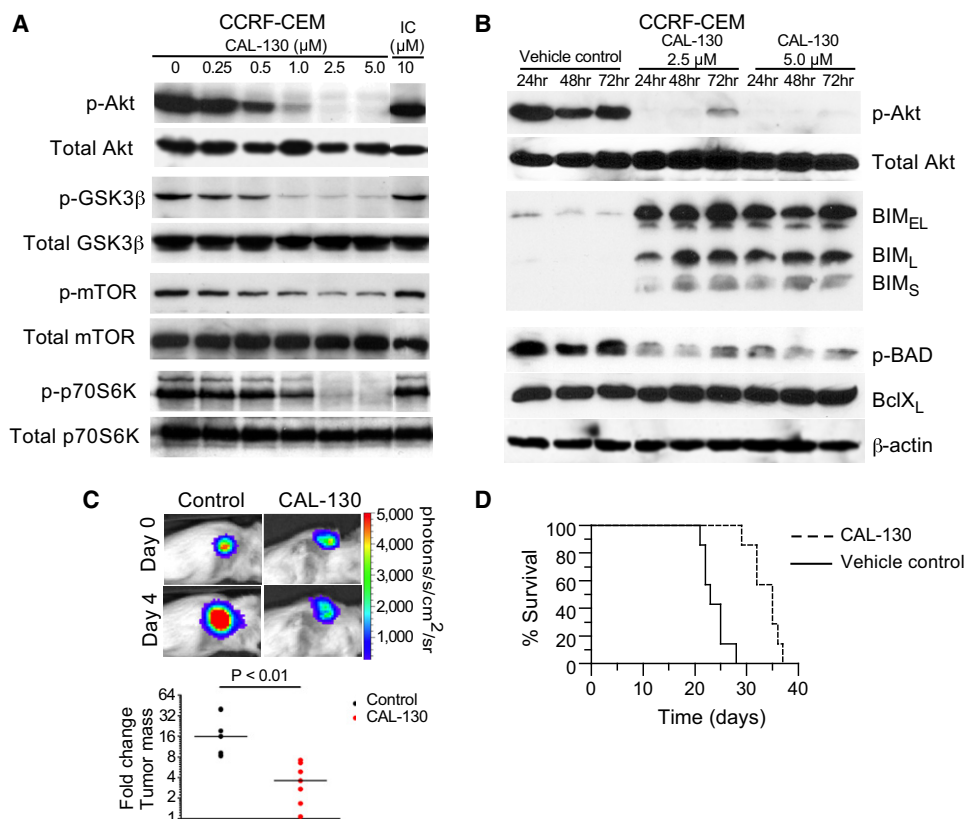 A
CCRF-CEM
CAL-130 (µM)
IC
(µM)
0 0.25 0.5 1.0 2.5 5.0 10
p-Akt
Total Akt
p-GSK3β
Total GSK3β
p-mTOR
Total mTOR
p-p70S6K
Total p70S6K
B
CCRF-CEM
Vehicle control
CAL-130
2.5 µM
CAL-130
5.0 µM
24hr 48hr 72hr 24hr 48hr 72hr 24hr 48hr 72hr
p-Akt
Total Akt
BIM_EL
BIM_L
BIM_S
p-BAD
BclX_L
β-actin
C
Control CAL-130
Day 0
Day 4
5,000
4,000
3,000
2,000
1,000
photons/s/cm²/sr
P < 0.01
Control
CAL-130
Fold change
Tumor mass
64
32
16
8
4
2
1
D
% Survival
100
80
60
40
20
0
0 10 20 30 40
Time (days)
CAL-130
Vehicle control